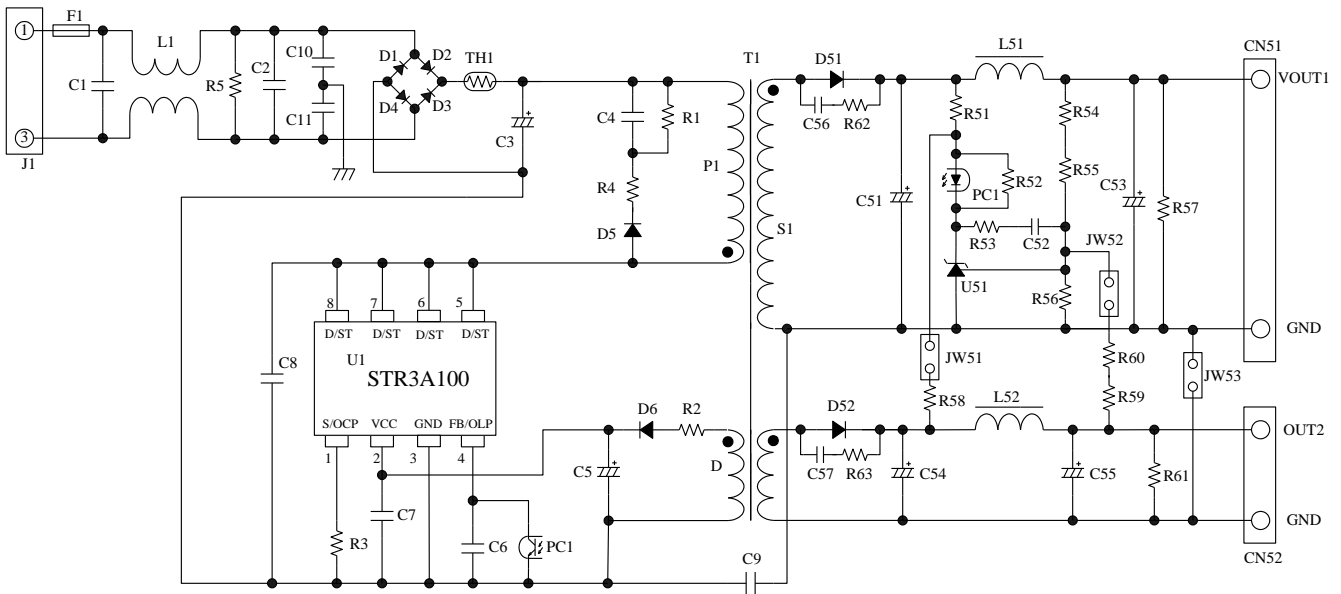 1
F1
3
J1
C1
L1
R5
C2
C10
C11
D1
D2
D4
D3
TH1
C3
C4
R1
R4
D5
P1
T1
S1
D51
C56
R62
C51
L51
R51
PC1
R52
R53
C52
U51
R54
R55
R56
C53
R57
JW52
CN51
VOUT1
GND
JW51
R58
R60
R59
JW53
8
7
6
5
D/ST
D/ST
D/ST
D/ST
U1
STR3A100
S/OCP
VCC
GND
FB/OLP
1
2
3
4
C8
R3
C7
C6
PC1
C5
D6
R2
D
C9
D52
C57
R63
C54
L52
C55
R61
OUT2
GND
CN52